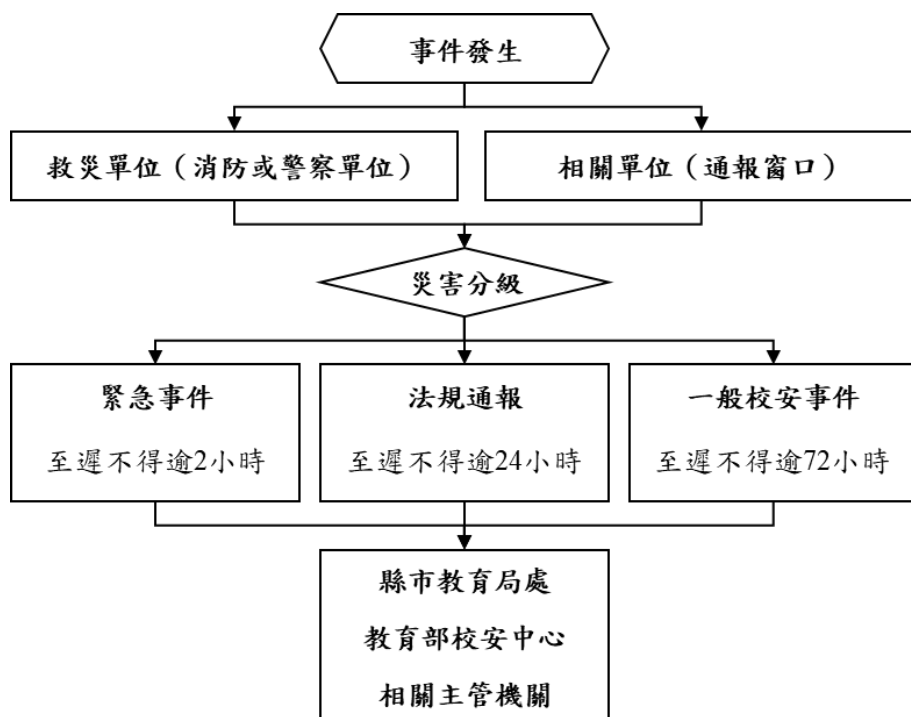 事件發生
救災單位（消防或警察單位）
相關單位（通報窗口）
災害分級
緊急事件
至遲不得逾2小時
法規通報
至遲不得逾24小時
一般校安事件
至遲不得逾72小時
縣市教育局處
教育部校安中心
相關主管機關